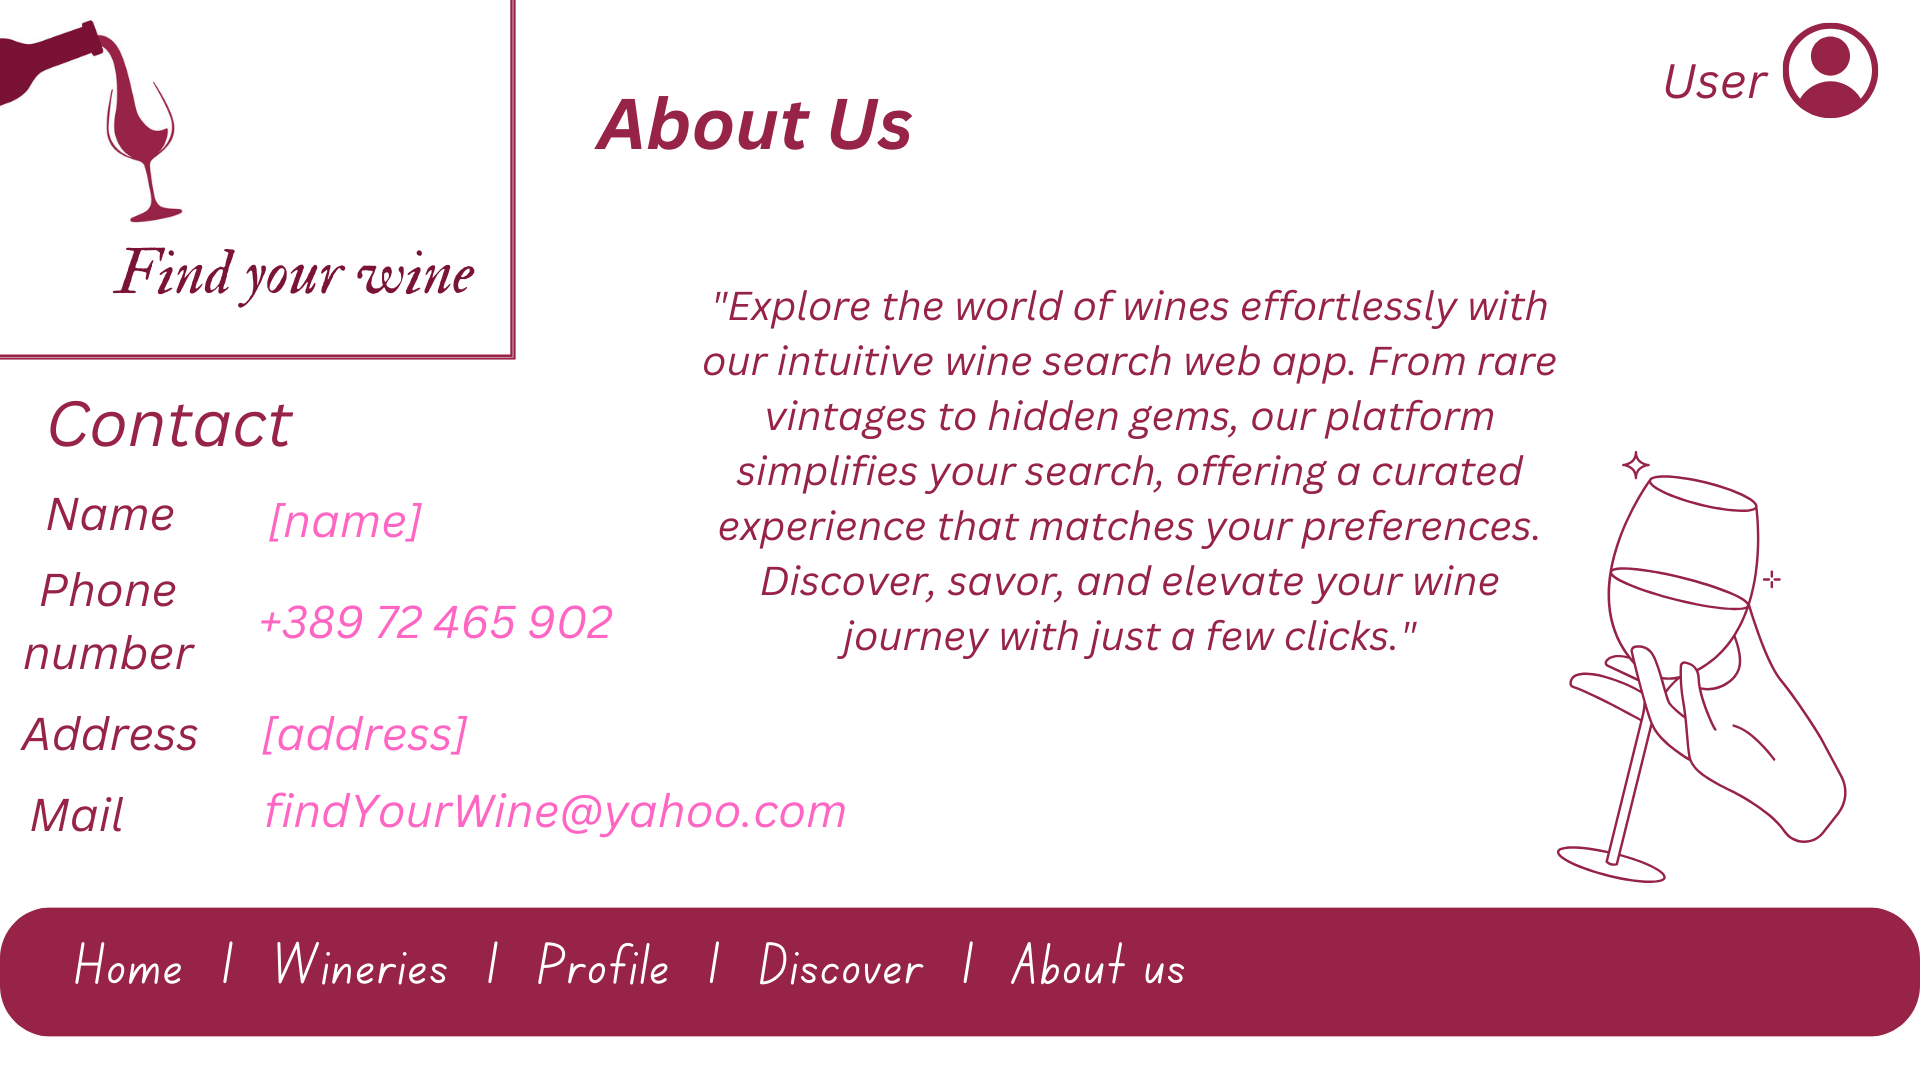 Find your wine
User
About Us
"Explore the world of wines effortlessly with
our intuitive wine search web app. From rare
vintages to hidden gems, our platform
simplifies your search, offering a curated
experience that matches your preferences.
Discover, savor, and elevate your wine
journey with just a few clicks."
Contact
Name [name]
Phone
number +389 72 465 902
Address [address]
Mail findYourWine@yahoo.com
Home | Wineries | Profile | Discover | About us